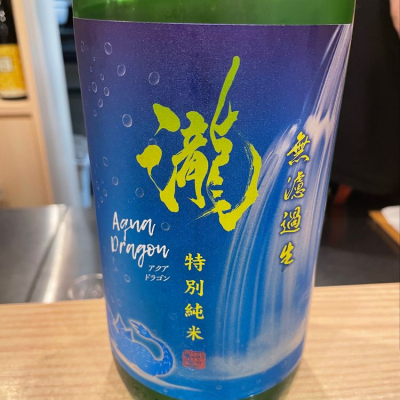 瀧
無濾過生
Aqua
Dragon
アクア
ドラゴン
特別純米